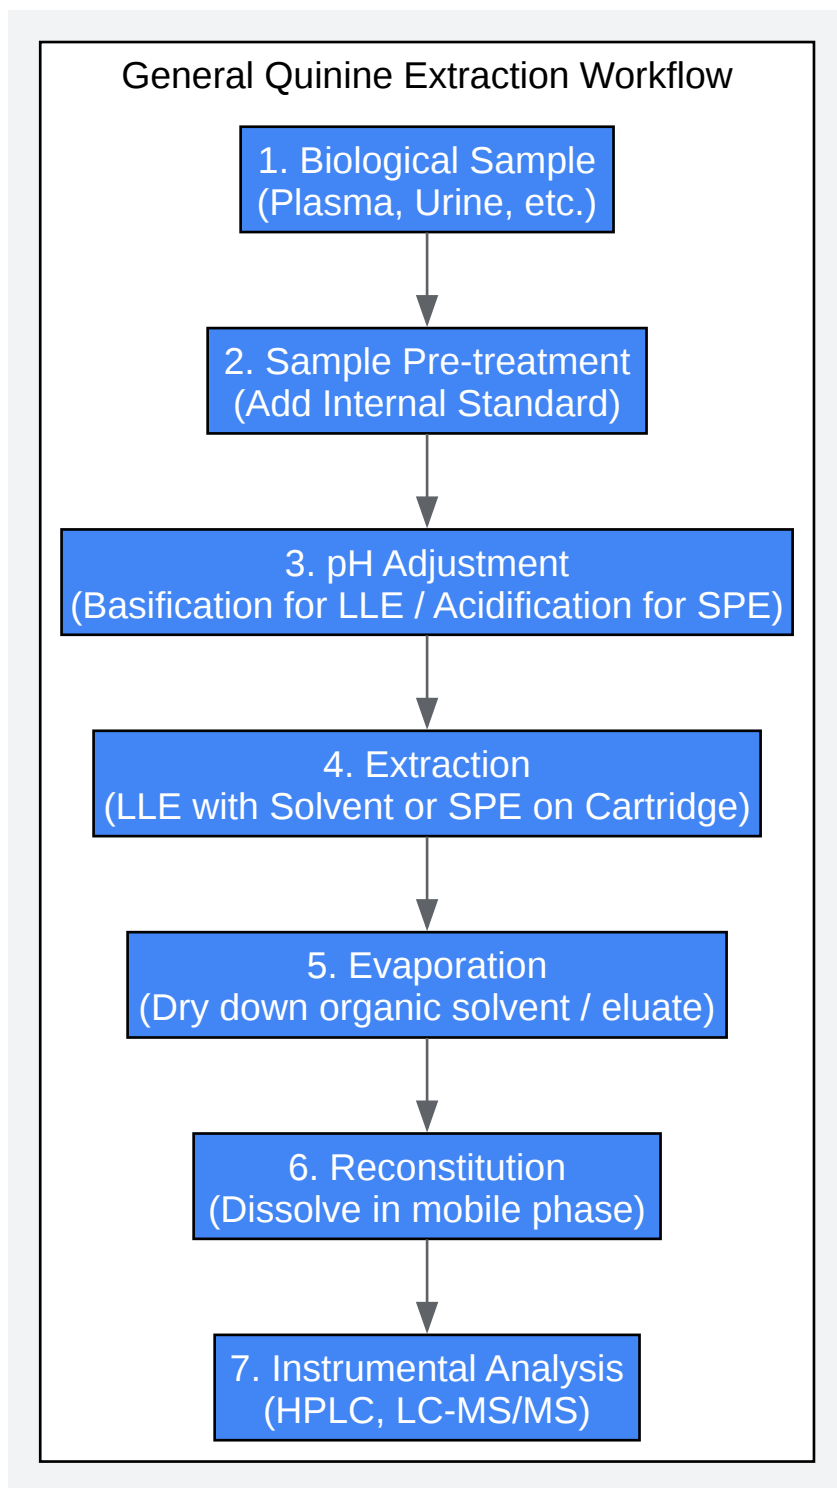 General Quinine Extraction Workflow
1. Biological Sample
(Plasma, Urine, etc.)
2. Sample Pre-treatment
(Add Internal Standard)
3. pH Adjustment
(Basification for LLE / Acidification for SPE)
4. Extraction
(LLE with Solvent or SPE on Cartridge)
5. Evaporation
(Dry down organic solvent / eluate)
6. Reconstitution
(Dissolve in mobile phase)
7. Instrumental Analysis
(HPLC, LC-MS/MS)